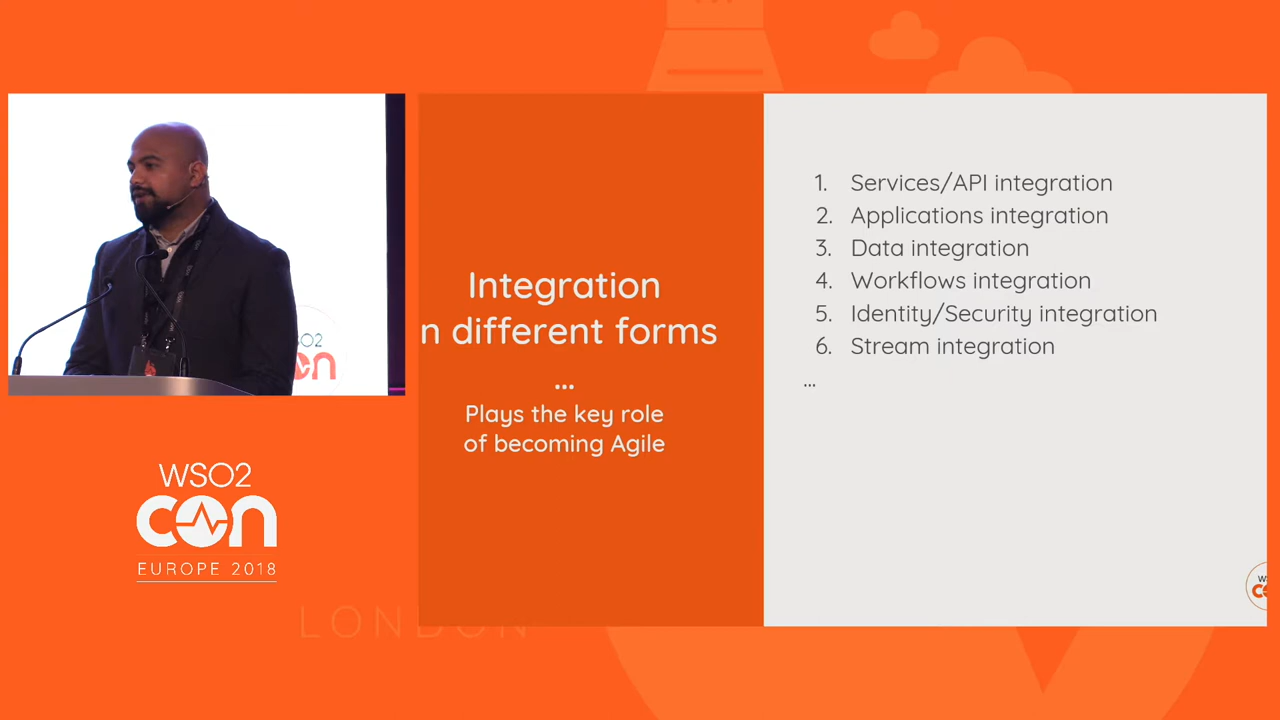 Integration
n different forms
...
Plays the key role
of becoming Agile
1. Services/API integration
2. Applications integration
3. Data integration
4. Workflows integration
5. Identity/Security integration
6. Stream integration
...
WSO2
CON
EUROPE 2018
LONDON